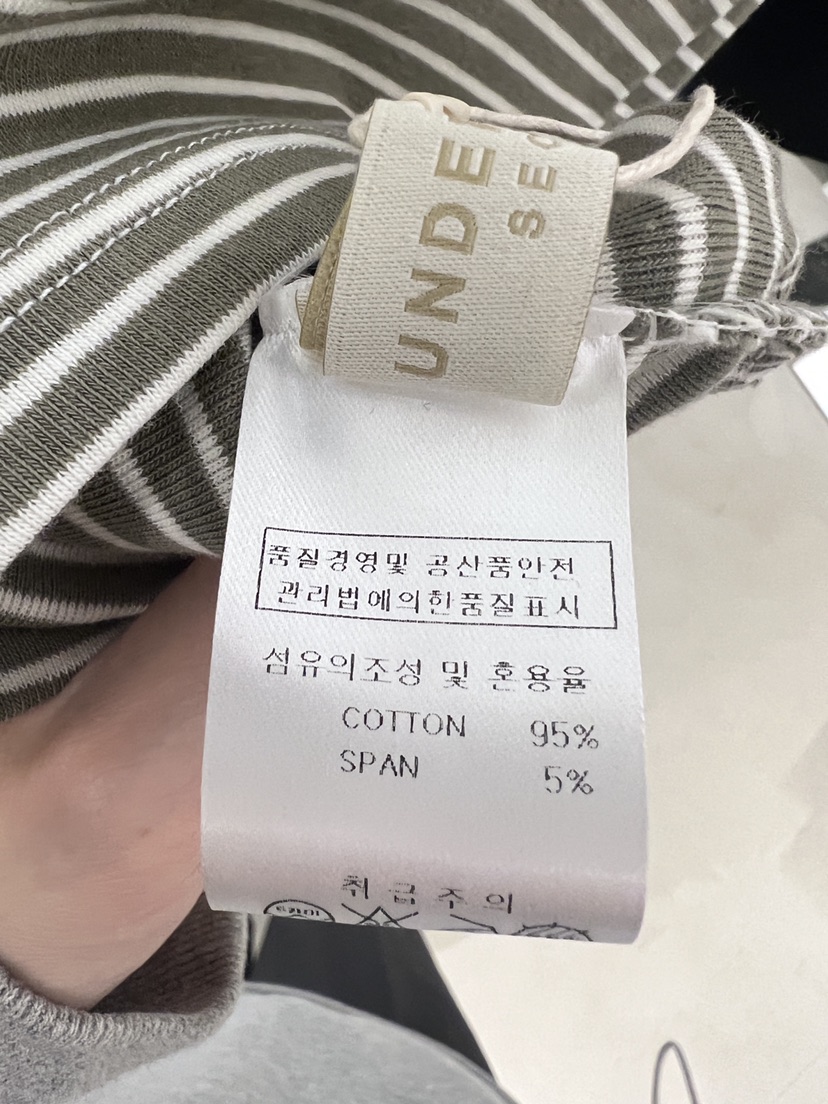 UNDE
SE
품질경영및 공산품안전
관리법에의한품질표시
섬유의조성 및 혼용율
COTTON 95%
SPAN 5%
취급주의